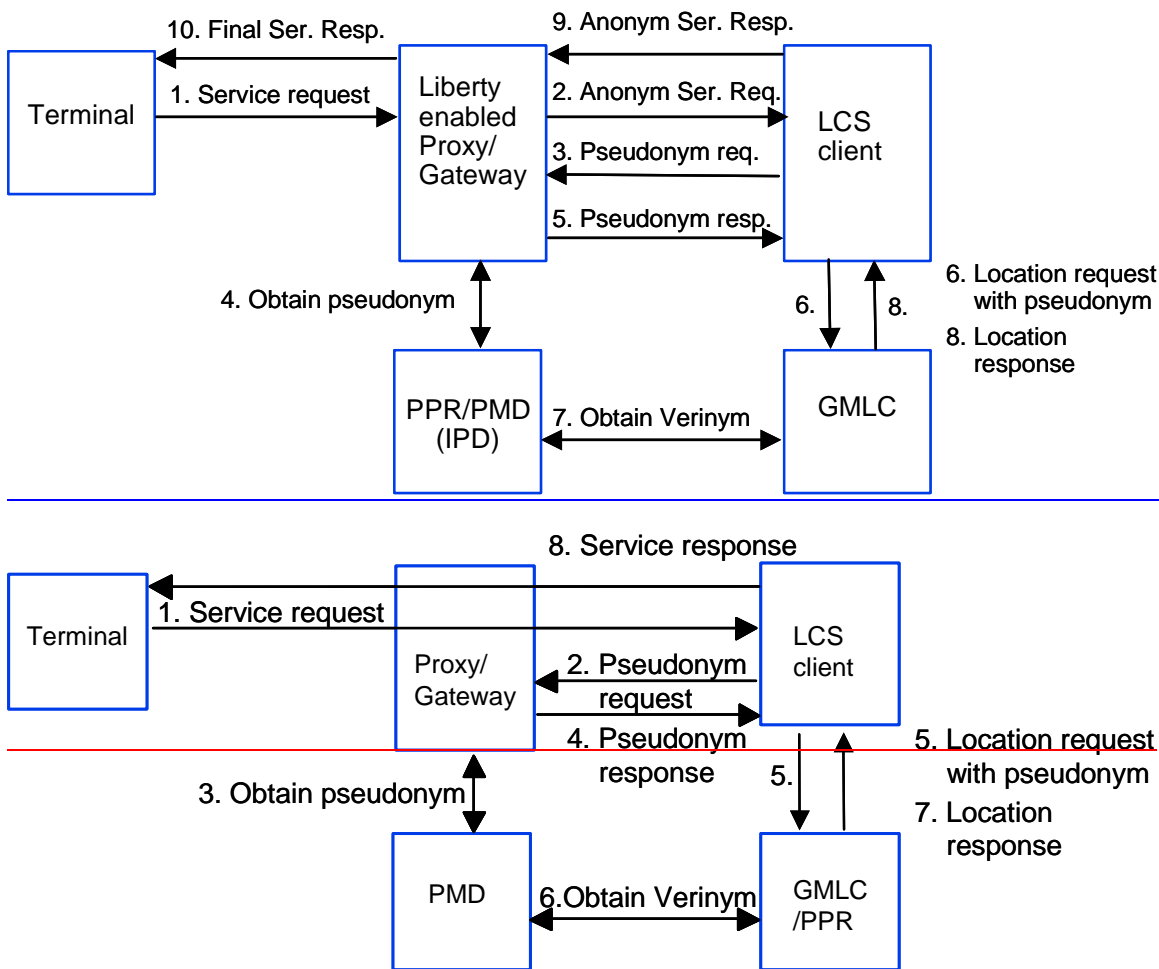 10. Final Ser. Resp.
9. Anonym Ser. Resp.
Terminal
1. Service request
Liberty
enabled
Proxy/
Gateway
2. Anonym Ser. Req.
LCS
client
3. Pseudonym req.
5. Pseudonym resp.
4. Obtain pseudonym
6.
8.
6. Location request
with pseudonym
8. Location
response
PPR/PMD
(IPD)
7. Obtain Verinym
GMLC
8. Service response
Terminal
1. Service request
Proxy/
Gateway
LCS
client
2. Pseudonym
request
4. Pseudonym
response
5.
5. Location request
with pseudonym
7. Location
response
3. Obtain pseudonym
PMD
6.Obtain Verinym
GMLC
/PPR